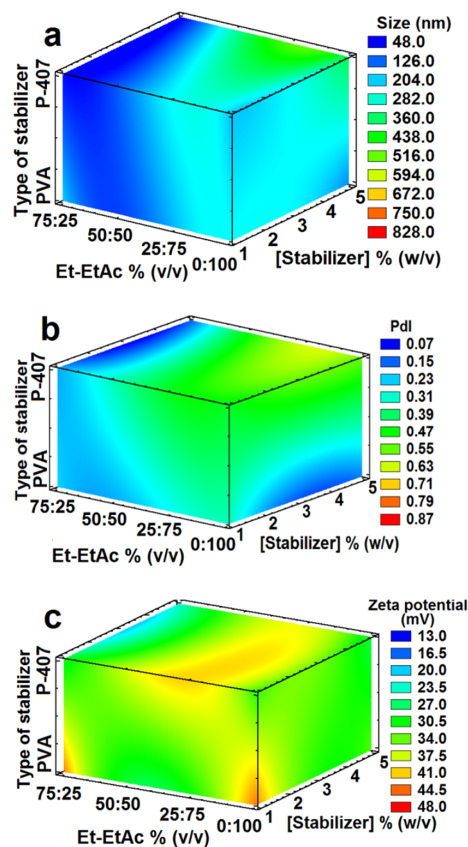 a
Size (nm)
48.0
126.0
204.0
282.0
360.0
438.0
516.0
594.0
672.0
750.0
828.0
Type of stabilizer
P-407
PVA
75:25
50:50
25:75
0:100
Et-EtAc % (v/v)
1
2
3
4
5
[Stabilizer] % (w/v)
b
PdI
0.07
0.15
0.23
0.31
0.39
0.47
0.55
0.63
0.71
0.79
0.87
Type of stabilizer
P-407
PVA
75:25
50:50
25:75
0:100
Et-EtAc % (v/v)
1
2
3
4
5
[Stabilizer] % (w/v)
c
Zeta potential
(mV)
13.0
16.5
20.0
23.5
27.0
30.5
34.0
37.5
41.0
44.5
48.0
Type of stabilizer
P-407
PVA
75:25
50:50
25:75
0:100
Et-EtAc % (v/v)
1
2
3
4
5
[Stabilizer] % (w/v)